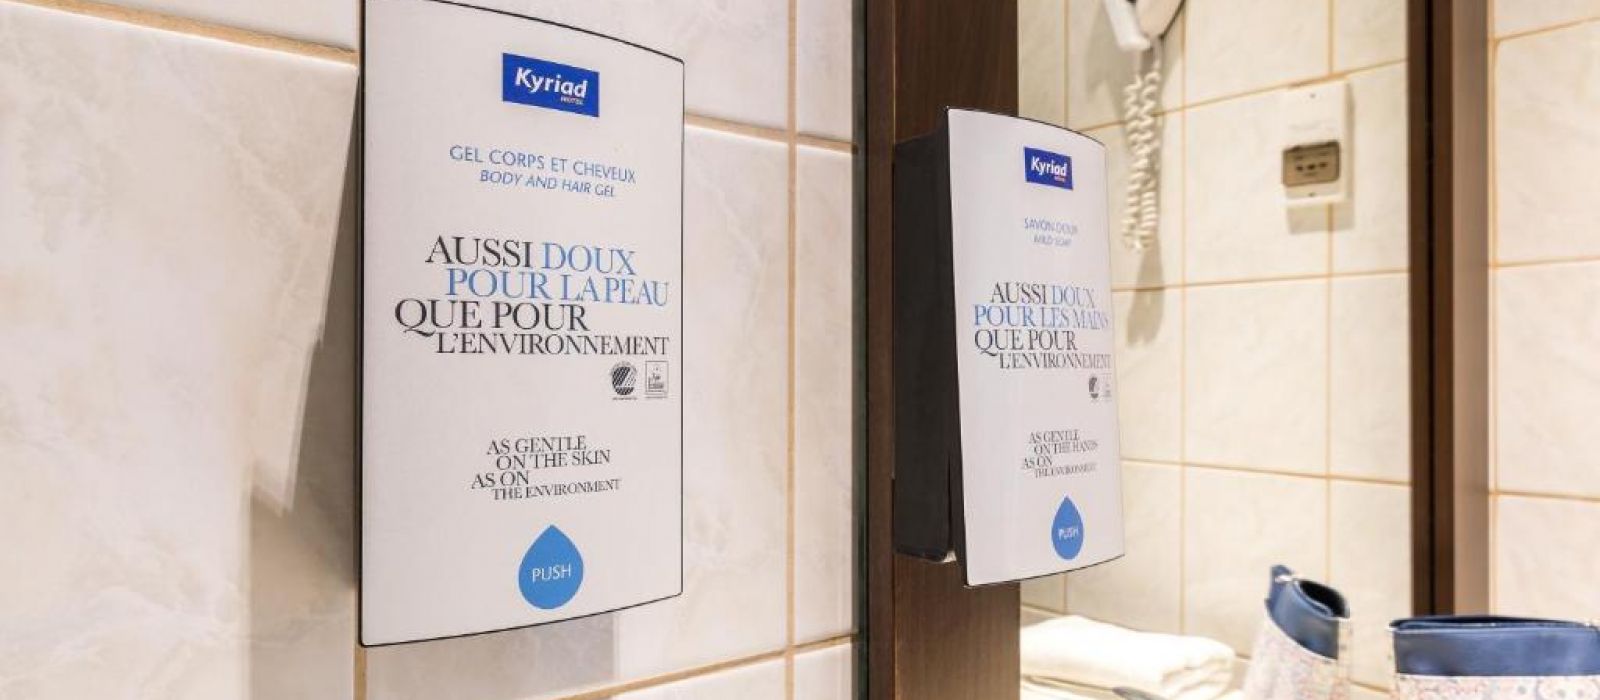 Kyriad
HOTEL
GEL CORPS ET CHEVEUX
BODY AND HAIR GEL
AUSSI DOUX
POUR LA PEAU
QUE POUR
L'ENVIRONNEMENT
AS GENTLE
ON THE SKIN
AS ON
THE ENVIRONMENT
PUSH
Kyriad
SAVON DOUX
MILD SOAP
AUSSI DOUX
POUR LES MAINS
QUE POUR
L'ENVIRONNEMENT
AS GENTLE
ON THE HANDS
AS ON
THE ENVIRONMENT
PUSH